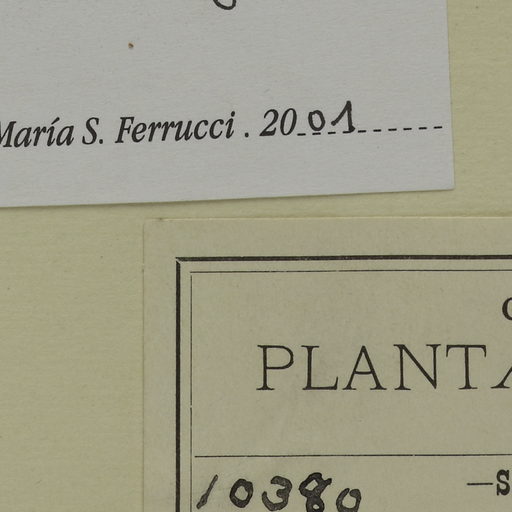 María S. Ferrucci . 2001
PLANTA
10380 —S